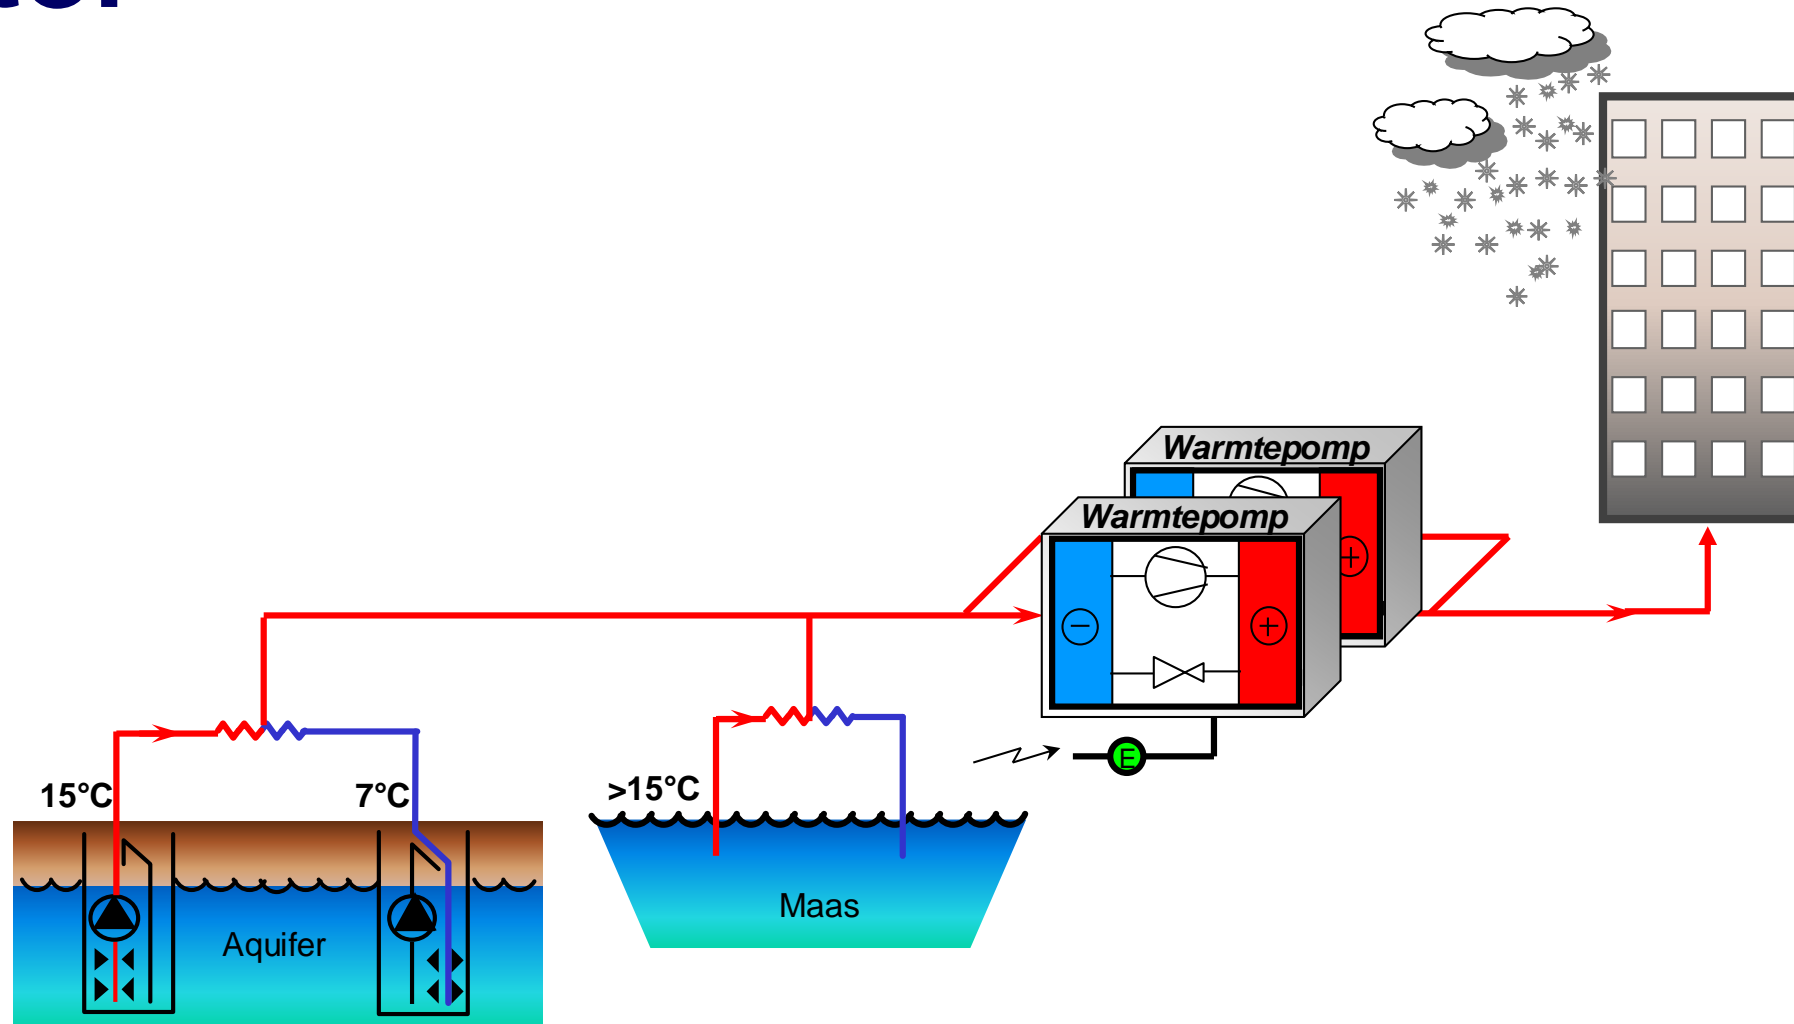 Warmtepomp
Warmtepomp
−
+
+
E
15°C
7°C
>15°C
Aquifer
Maas